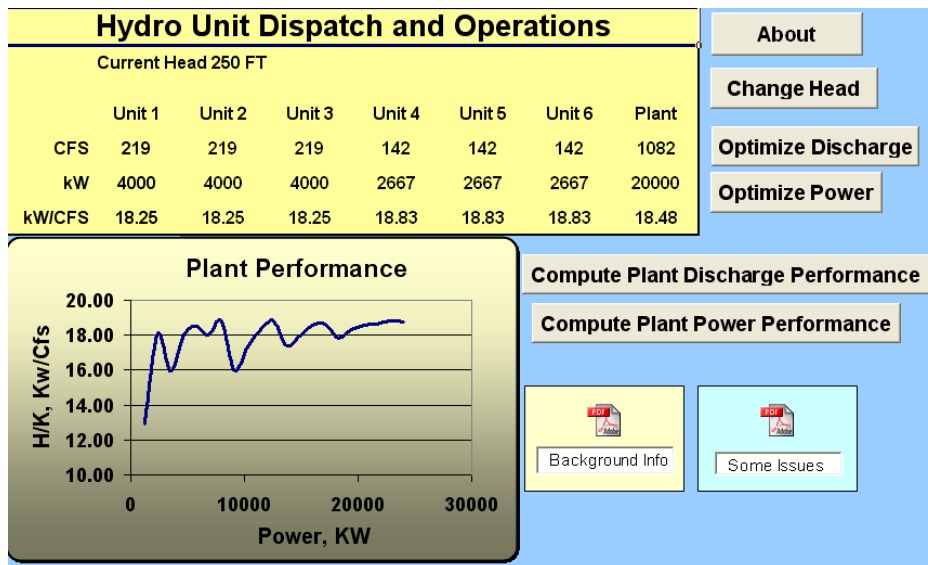 Hydro Unit Dispatch and Operations
Current Head 250 FT
Unit 1 Unit 2 Unit 3 Unit 4 Unit 5 Unit 6 Plant
CFS 219 219 219 142 142 142 1082
kW 4000 4000 4000 2667 2667 2667 20000
kW/CFS 18.25 18.25 18.25 18.83 18.83 18.83 18.48
About
Change Head
Optimize Discharge
Optimize Power
Plant Performance
H/K, Kw/Cfs
20.00
18.00
16.00
14.00
12.00
10.00
0 10000 20000 30000
Power, KW
Compute Plant Discharge Performance
Compute Plant Power Performance
PDF
Adobe
Background Info
PDF
Adobe
Some Issues